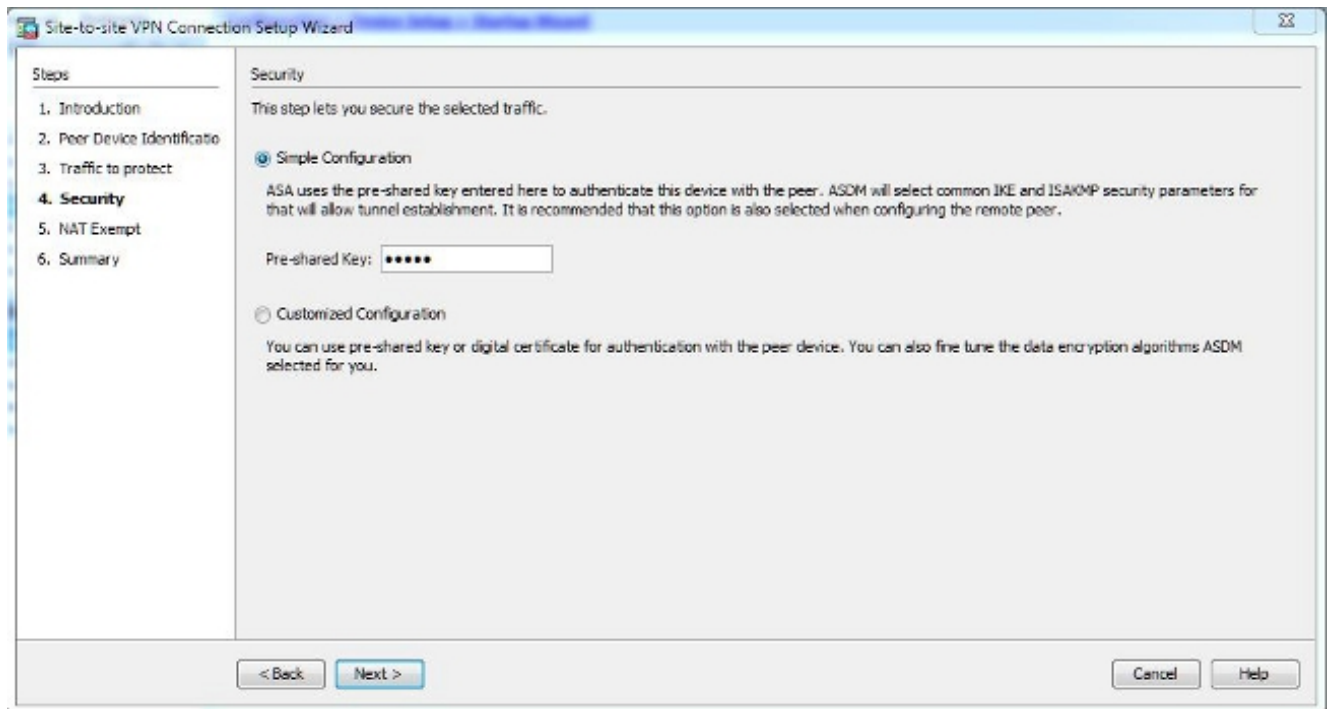 Site-to-site VPN Connection Setup Wizard
Device Setup > Startup Wizard
Steps
1. Introduction
2. Peer Device Identificatio
3. Traffic to protect
4. Security
5. NAT Exempt
6. Summary
Security
This step lets you secure the selected traffic.
Simple Configuration
ASA uses the pre-shared key entered here to authenticate this device with the peer. ASDM will select common IKE and ISAKMP security parameters for
that will allow tunnel establishment. It is recommended that this option is also selected when configuring the remote peer.
Pre-shared Key: •••••
Customized Configuration
You can use pre-shared key or digital certificate for authentication with the peer device. You can also fine tune the data encryption algorithms ASDM
selected for you.
< Back
Next >
Cancel
Help